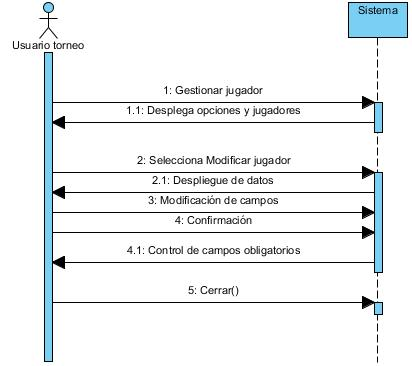 Sistema
Usuario torneo
1: Gestionar jugador
1.1: Desplega opciones y jugadores
2: Selecciona Modificar jugador
2.1: Despliegue de datos
3: Modificación de campos
4: Confirmación
4.1: Control de campos obligatorios
5: Cerrar()